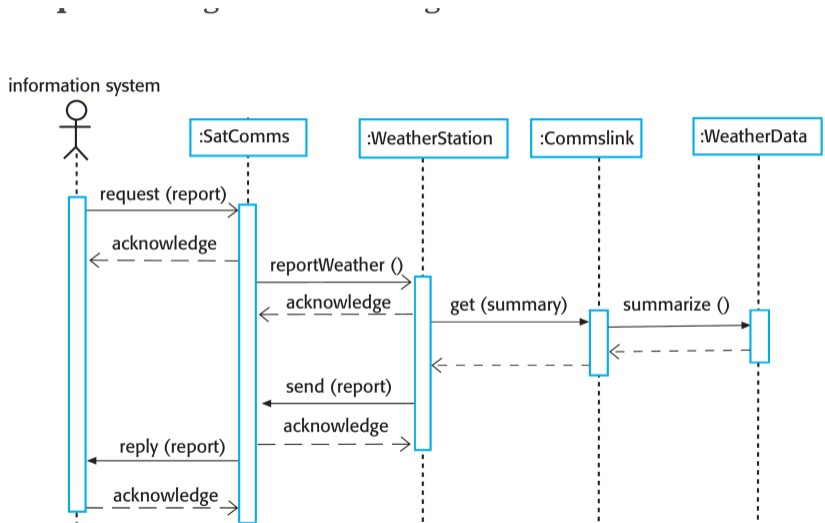 information system
:SatComms
:WeatherStation
:Commslink
:WeatherData
request (report)
acknowledge
reportWeather ()
acknowledge
get (summary)
summarize ()
send (report)
acknowledge
reply (report)
acknowledge